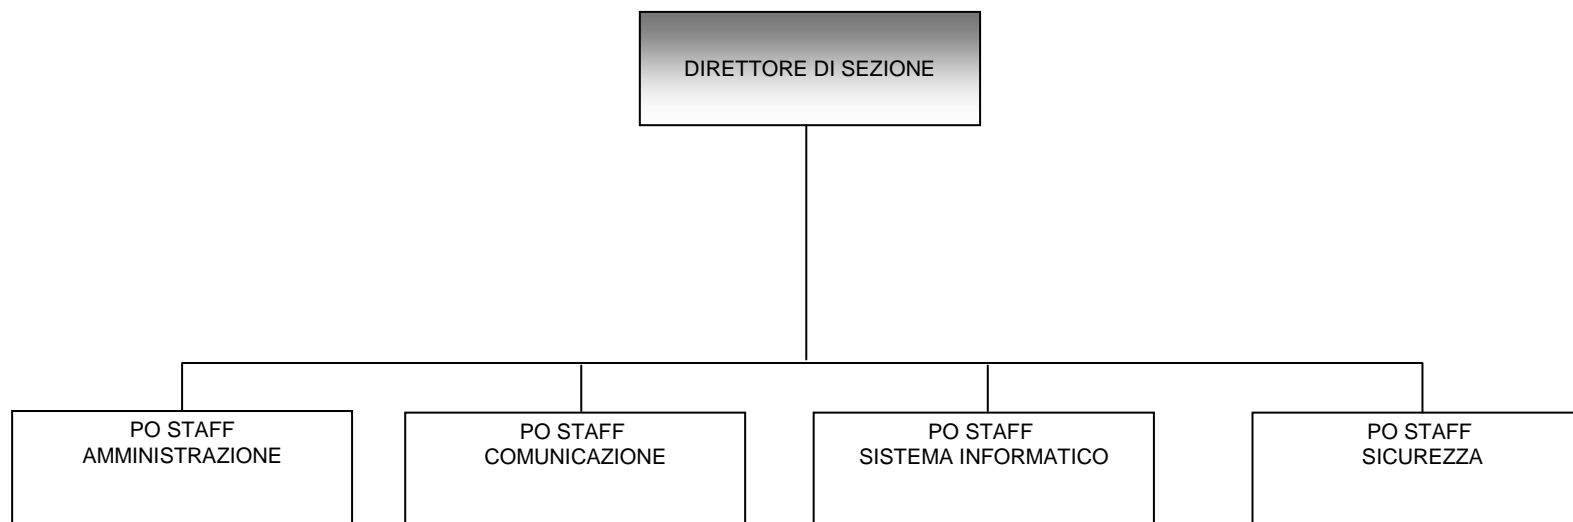 DIRETTORE DI SEZIONE
PO STAFF
AMMINISTRAZIONE
PO STAFF
COMUNICAZIONE
PO STAFF
SISTEMA INFORMATICO
PO STAFF
SICUREZZA